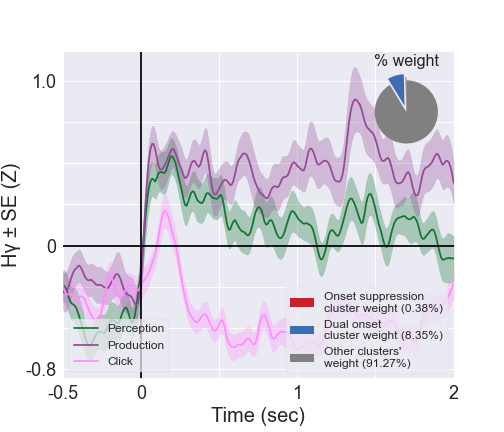 % weight
1.0
0
-0.8
Hγ ± SE (Z)
Onset suppression
cluster weight (0.38%)
Dual onset
cluster weight (8.35%)
Other clusters'
weight (91.27%)
Perception
Production
Click
-0.5
0
1
2
Time (sec)